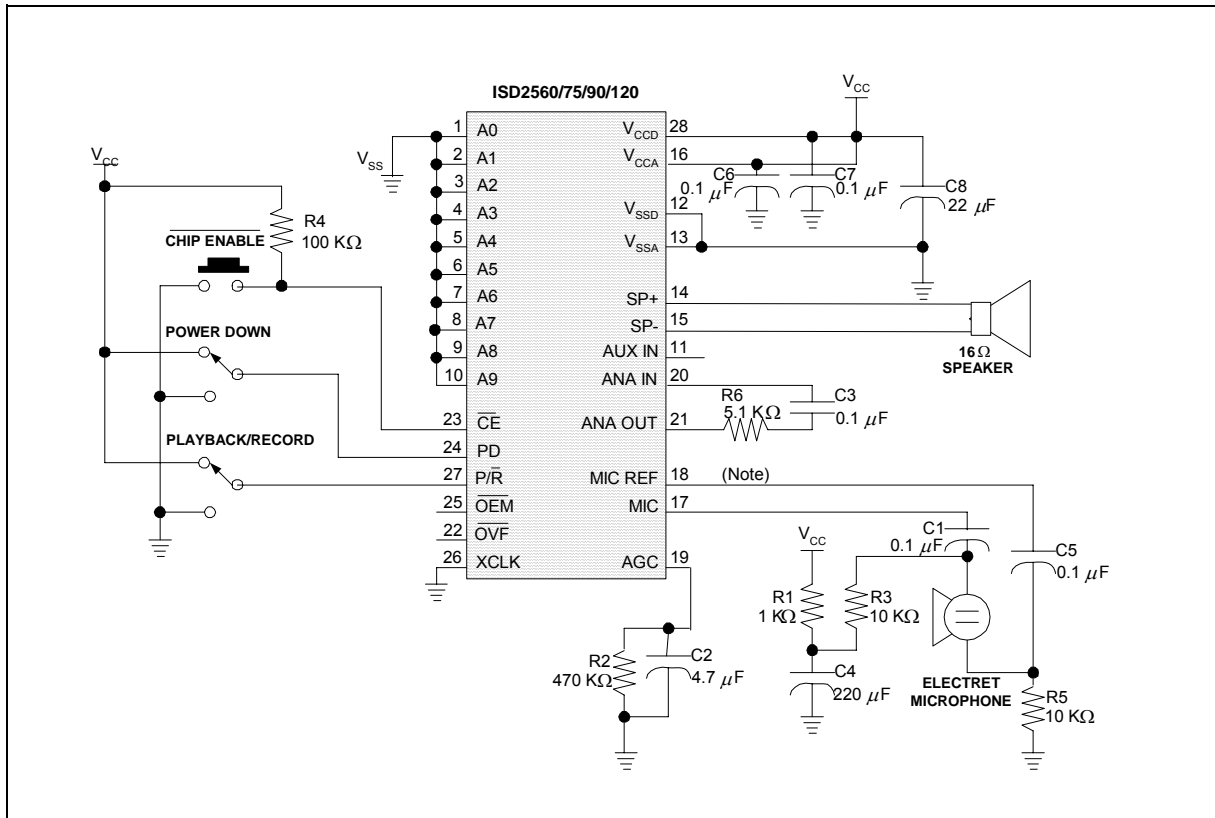 ISD2560/75/90/120
V_CC
V_SS
V_CC
R4
100 KΩ
CHIP ENABLE
POWER DOWN
PLAYBACK/RECORD
1 A0
2 A1
3 A2
4 A3
5 A4
6 A5
7 A6
8 A7
9 A8
10 A9
23 CE
24 PD
27 P/R
25 OEM
22 OVF
26 XCLK
V_CCD 28
V_CCA 16
V_SSD 12
V_SSA 13
SP+ 14
SP- 15
AUX IN 11
ANA IN 20
ANA OUT 21
MIC REF 18 (Note)
MIC 17
AGC 19
C6
0.1 μF
C7
0.1 μF
C8
22 μF
16Ω
SPEAKER
R6
5.1 KΩ
C3
0.1 μF
C1
0.1 μF
C5
0.1 μF
V_CC
R1
1 KΩ
R3
10 KΩ
R2
470 KΩ
C2
4.7 μF
C4
220 μF
ELECTRET
MICROPHONE
R5
10 KΩ